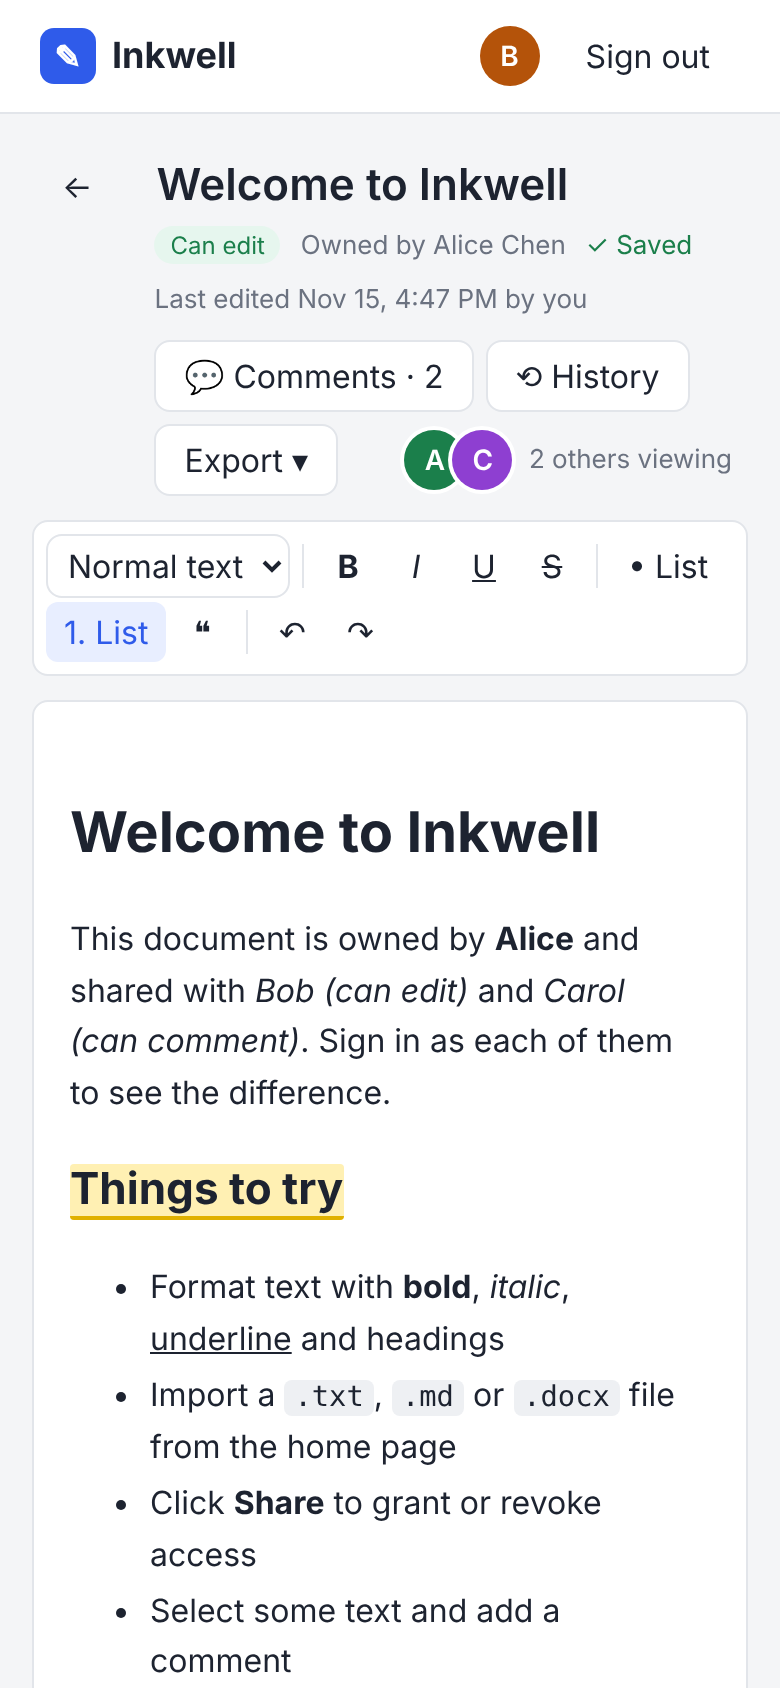 ✎ Inkwell B Sign out
← Welcome to Inkwell
Can edit Owned by Alice Chen ✓ Saved
Last edited Nov 15, 4:47 PM by you
💬 Comments · 2 ⟲ History
Export ▾ A C 2 others viewing
Normal text B I U S • List
1. List ❝ ↶ ↷
Welcome to Inkwell
This document is owned by Alice and
shared with Bob (can edit) and Carol
(can comment). Sign in as each of them
to see the difference.
Things to try
• Format text with bold, italic,
underline and headings
• Import a .txt, .md or .docx file
from the home page
• Click Share to grant or revoke
access
• Select some text and add a
comment